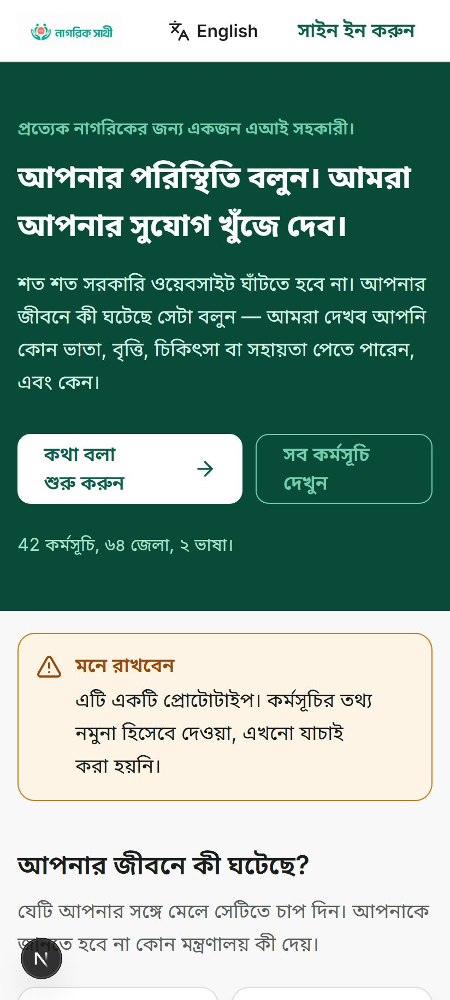 নাগরিক সাথী
English
সাইন ইন করুন
প্রত্যেক নাগরিকের জন্য একজন এআই সহকারী।
আপনার পরিস্থিতি বলুন। আমরা
আপনার সুযোগ খুঁজে দেব।
শত শত সরকারি ওয়েবসাইট ঘাঁটতে হবে না। আপনার
জীবনে কী ঘটেছে সেটা বলুন — আমরা দেখব আপনি
কোন ভাতা, বৃত্তি, চিকিৎসা বা সহায়তা পেতে পারেন,
এবং কেন।
কথা বলা
শুরু করুন
সব কর্মসূচি
দেখুন
42 কর্মসূচি, ৬৪ জেলা, ২ ভাষা।
মনে রাখবেন
এটি একটি প্রোটোটাইপ। কর্মসূচির তথ্য
নমুনা হিসেবে দেওয়া, এখনো যাচাই
করা হয়নি।
আপনার জীবনে কী ঘটেছে?
যেটি আপনার সঙ্গে মেলে সেটিতে চাপ দিন। আপনাকে
জানতে হবে না কোন মন্ত্রণালয় কী দেয়।
N